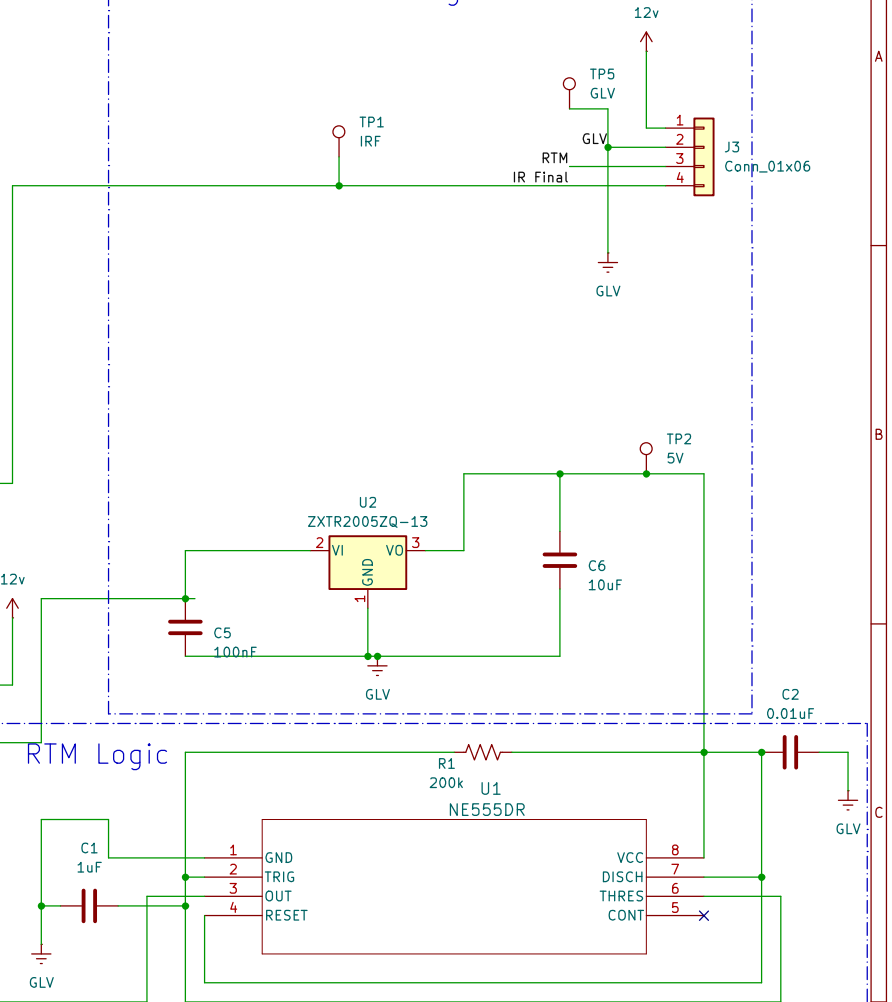 12v
A
TP5
GLV
TP1
IRF
1
GLV
2
J3
RTM
3
Conn_01x06
IR Final
4
GLV
B
TP2
5V
U2
ZXTR2005ZQ-13
2
VI
VO
3
GND
1
C6
10uF
12v
C5
100nF
GLV
C2
0.01uF
RTM Logic
R1
200k
U1
NE555DR
GLV
C
C1
1uF
1
GND
VCC
8
2
TRIG
DISCH
7
3
OUT
THRES
6
4
RESET
CONT
5
GLV